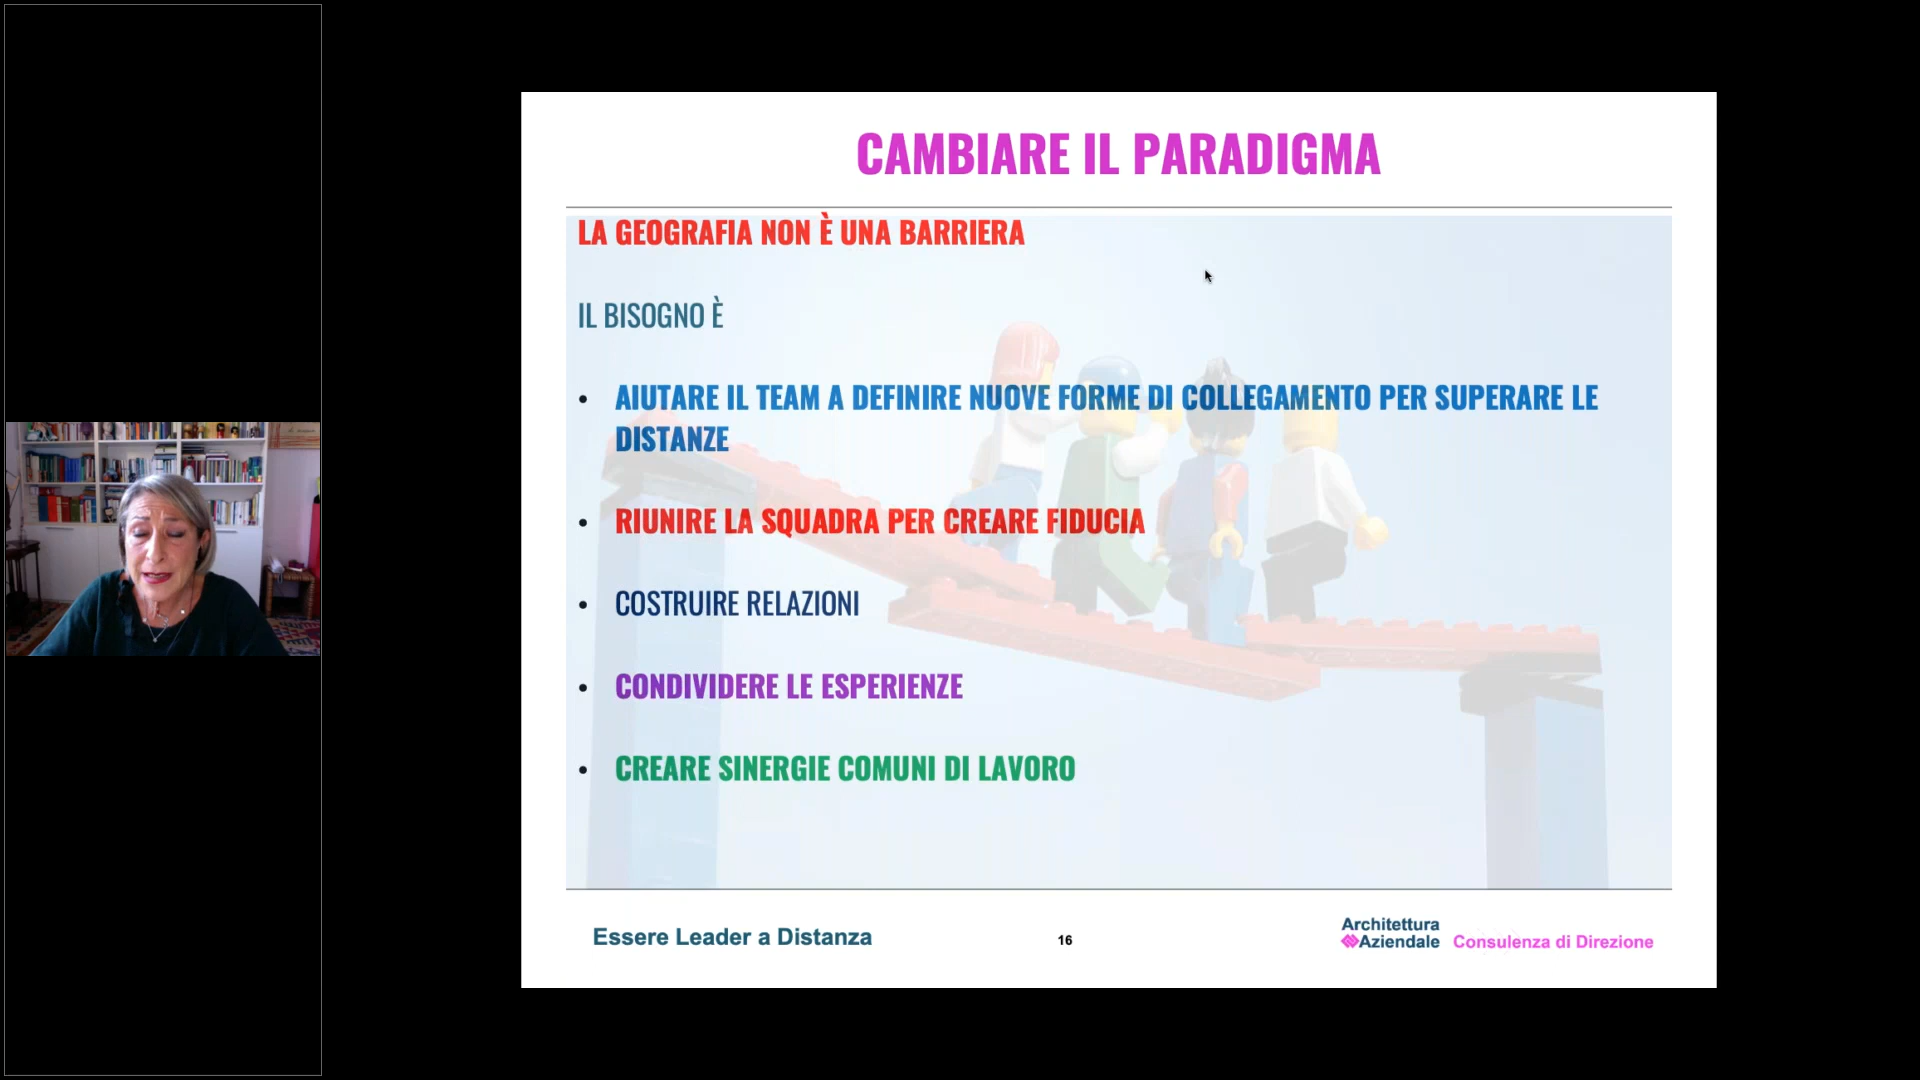 CAMBIARE IL PARADIGMA
LA GEOGRAFIA NON È UNA BARRIERA
IL BISOGNO È
• AIUTARE IL TEAM A DEFINIRE NUOVE FORME DI COLLEGAMENTO PER SUPERARE LE
DISTANZE
• RIUNIRE LA SQUADRA PER CREARE FIDUCIA
• COSTRUIRE RELAZIONI
• CONDIVIDERE LE ESPERIENZE
• CREARE SINERGIE COMUNI DI LAVORO
Essere Leader a Distanza
16
Architettura
Aziendale Consulenza di Direzione